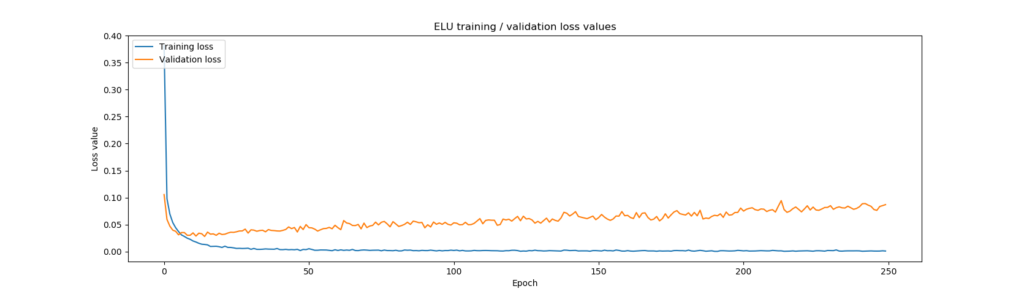 ELU training / validation loss values
Training loss
Validation loss
Loss value
0.40
0.35
0.30
0.25
0.20
0.15
0.10
0.05
0.00
0 50 100 150 200 250
Epoch